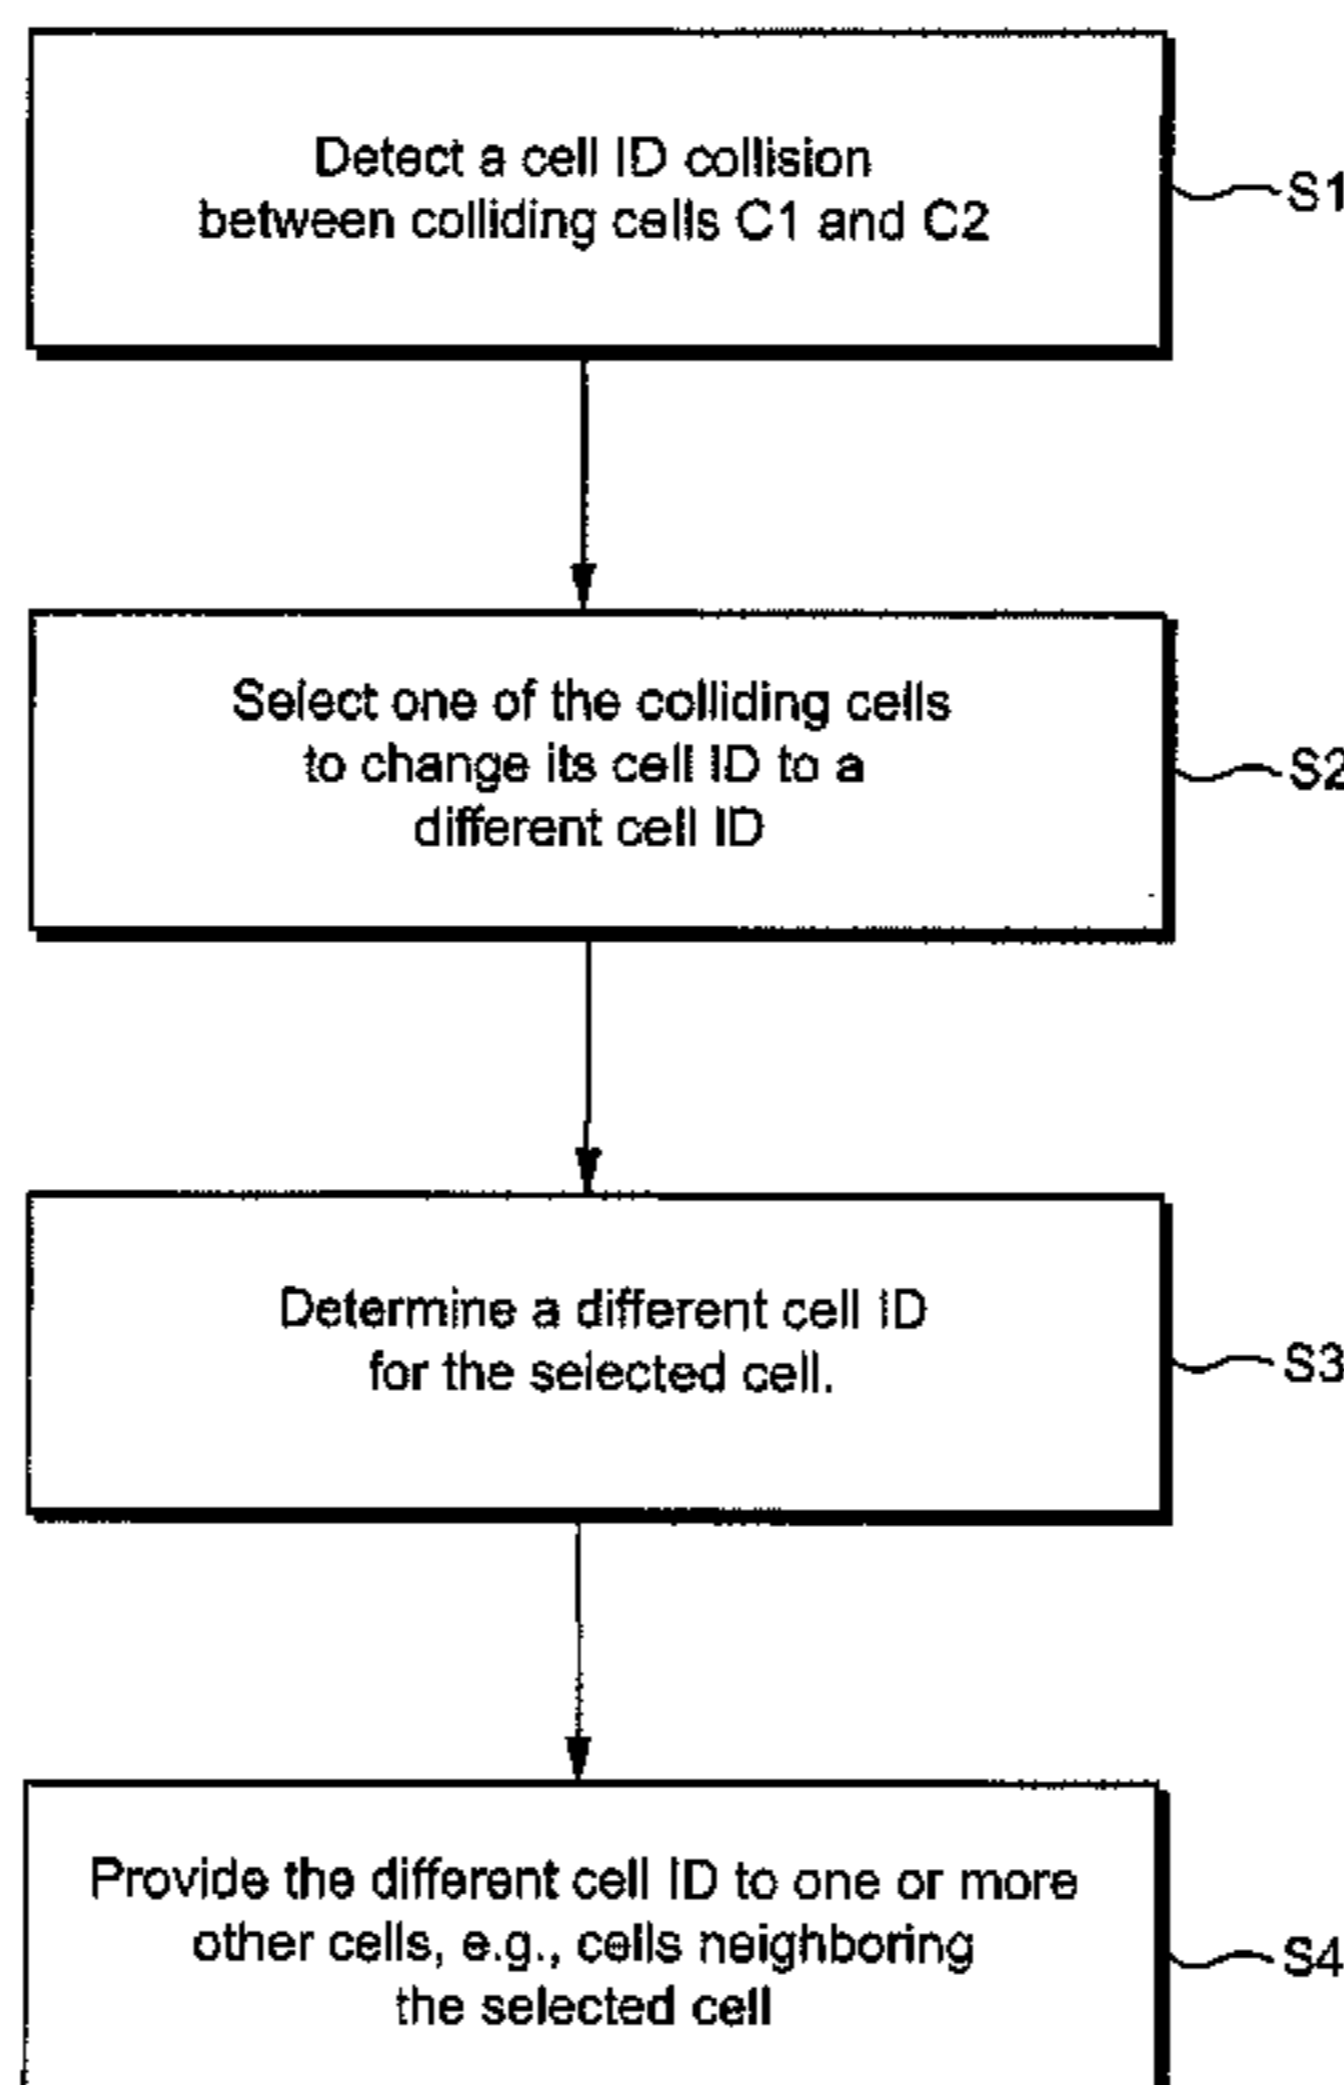 Detect a cell ID collision
between colliding cells C1 and C2
S1
Select one of the colliding cells
to change its cell ID to a
different cell ID
S2
Determine a different cell ID
for the selected cell.
S3
Provide the different cell ID to one or more
other cells, e.g., cells neighboring
the selected cell
S4